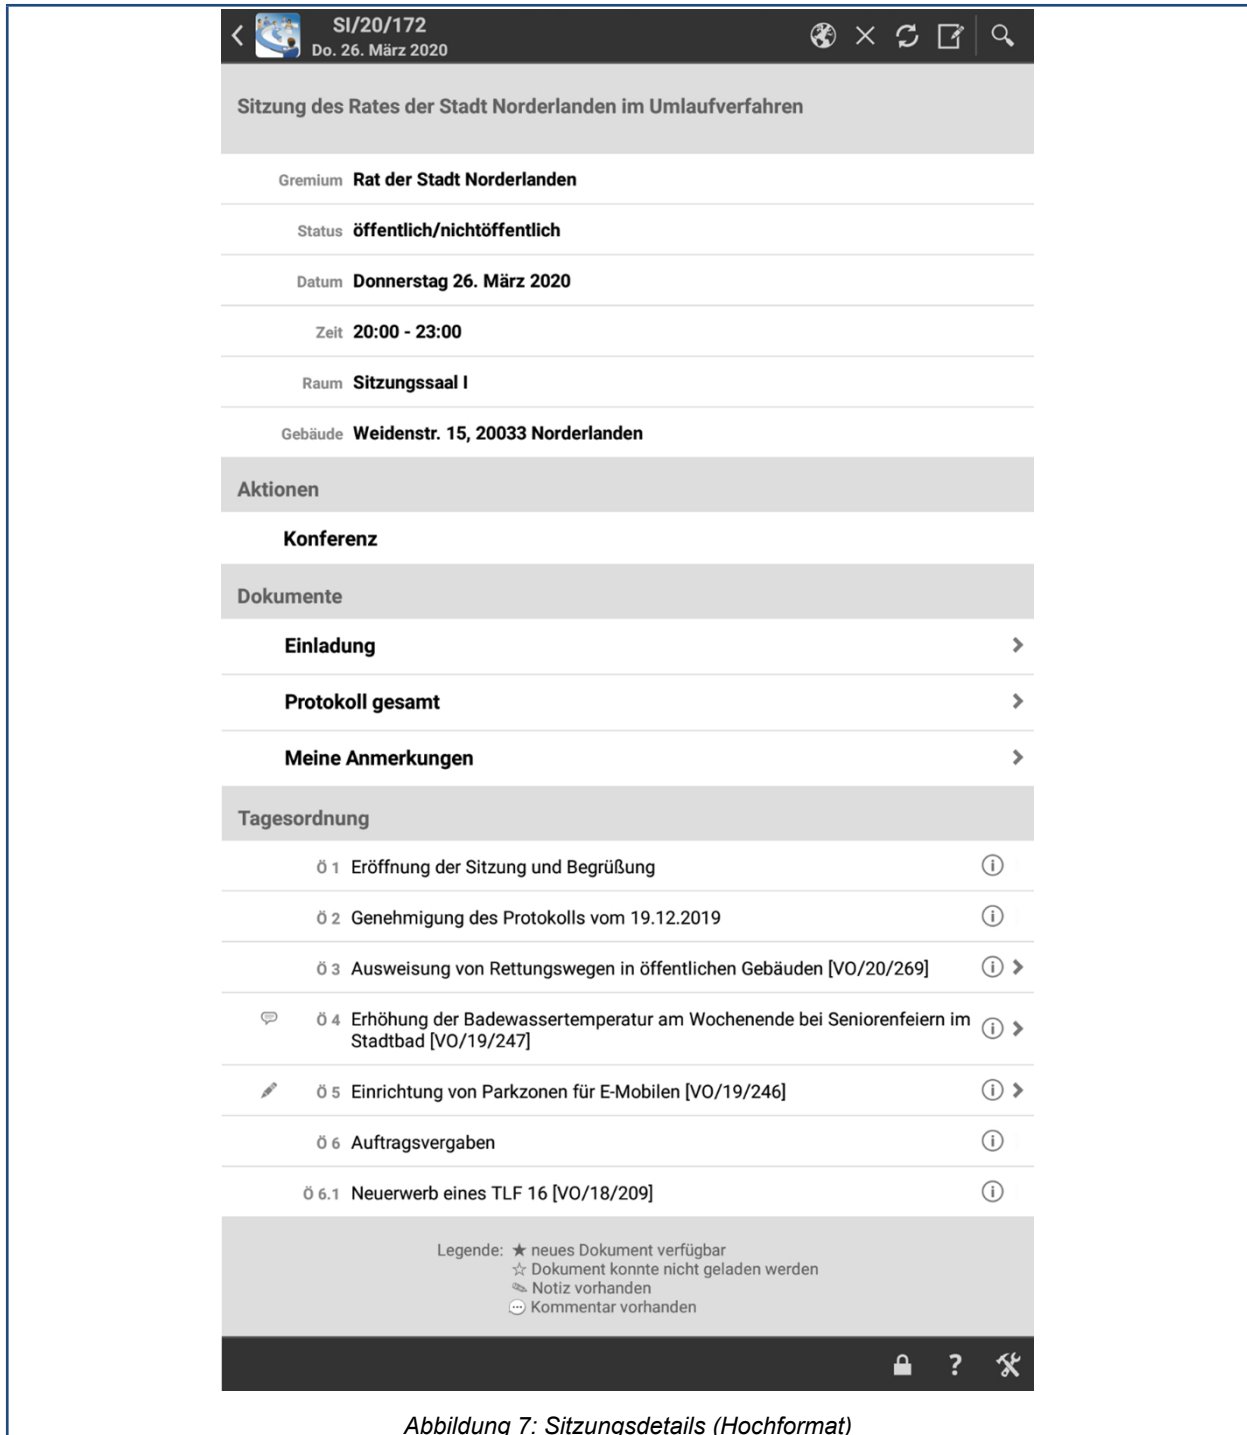 SI/20/172
Do. 26. März 2020
Sitzung des Rates der Stadt Norderlanden im Umlaufverfahren
Gremium Rat der Stadt Norderlanden
Status öffentlich/nichtöffentlich
Datum Donnerstag 26. März 2020
Zeit 20:00 - 23:00
Raum Sitzungssaal I
Gebäude Weidenstr. 15, 20033 Norderlanden
Aktionen
Konferenz
Dokumente
Einladung
Protokoll gesamt
Meine Anmerkungen
Tagesordnung
Ö 1 Eröffnung der Sitzung und Begrüßung
Ö 2 Genehmigung des Protokolls vom 19.12.2019
Ö 3 Ausweisung von Rettungswegen in öffentlichen Gebäuden [VO/20/269]
Ö 4 Erhöhung der Badewassertemperatur am Wochenende bei Seniorenfeiern im
Stadtbad [VO/19/247]
Ö 5 Einrichtung von Parkzonen für E-Mobilen [VO/19/246]
Ö 6 Auftragsvergaben
Ö 6.1 Neuerwerb eines TLF 16 [VO/18/209]
Legende: ★ neues Dokument verfügbar
☆ Dokument konnte nicht geladen werden
✎ Notiz vorhanden
💬 Kommentar vorhanden
?
Abbildung 7: Sitzungsdetails (Hochformat)